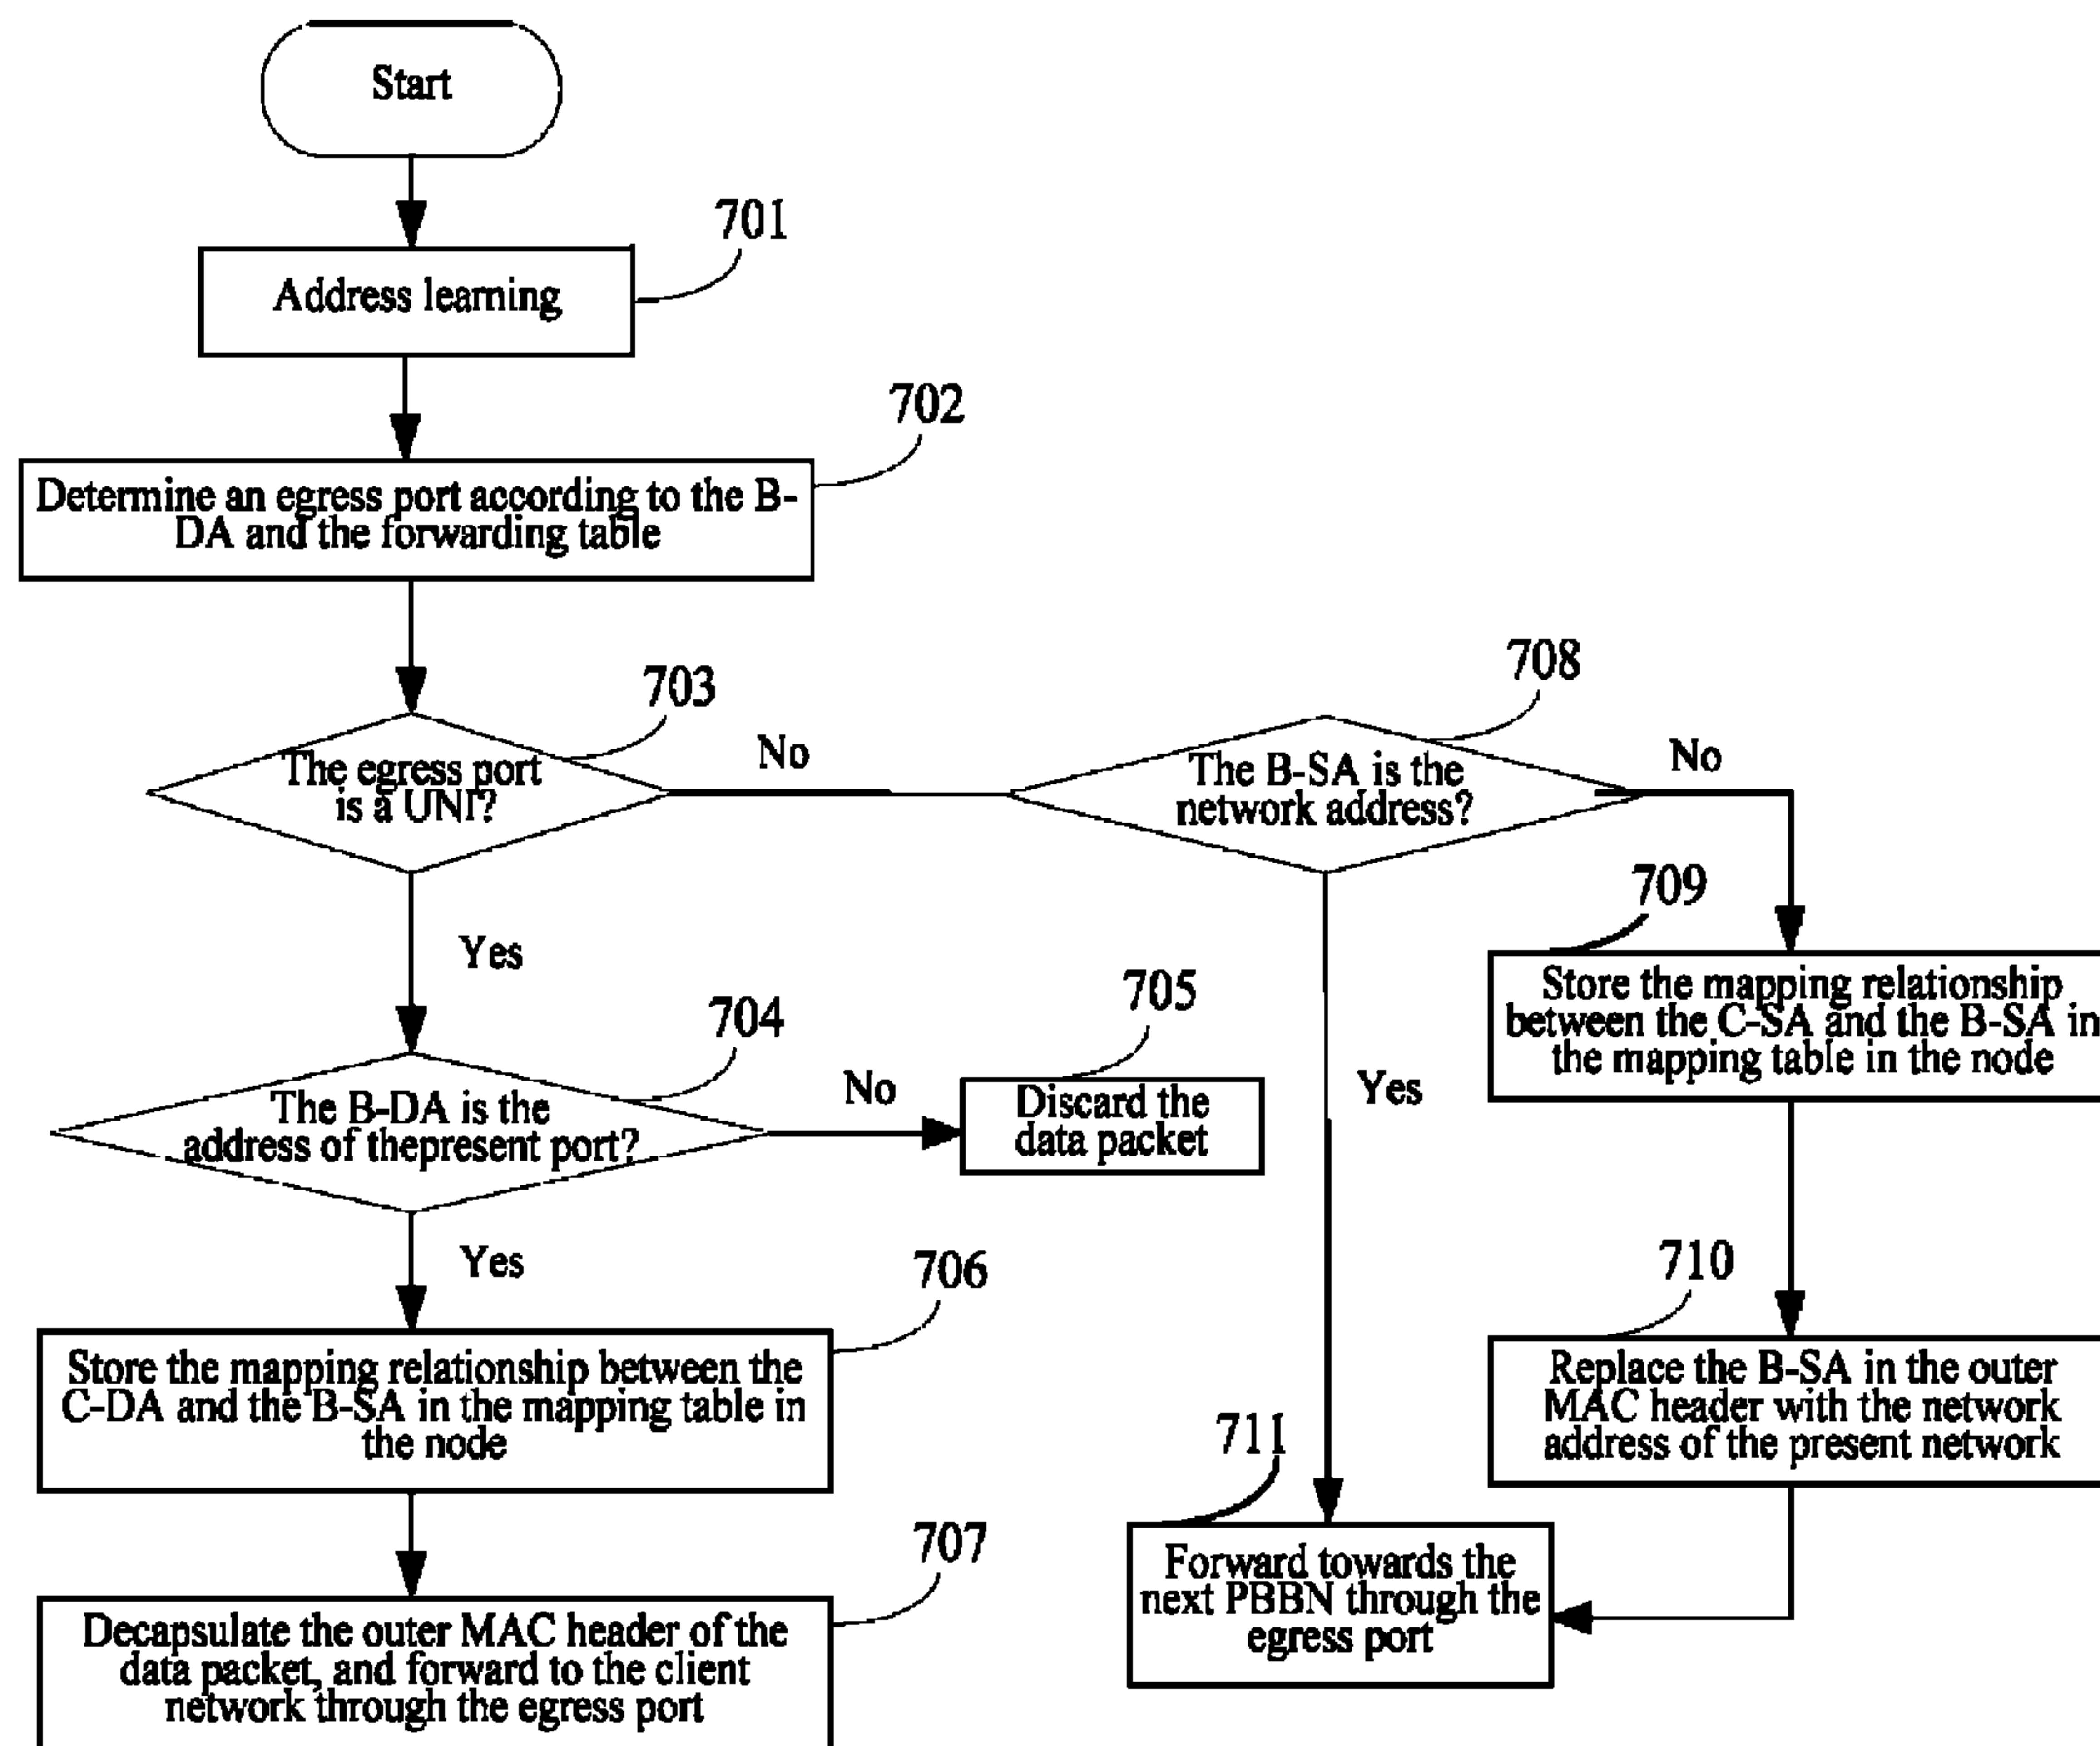 Start
701
Address learning
702
Determine an egress port according to the B-
DA and the forwarding table
703
The egress port
is a UNI?
No
708
The B-SA is the
network address?
No
Yes
709
Store the mapping relationship
between the C-SA and the B-SA in
the mapping table in the node
704
The B-DA is the
address of thepresent port?
No
705
Discard the
data packet
Yes
Yes
706
Store the mapping relationship between the
C-DA and the B-SA in the mapping table in
the node
710
Replace the B-SA in the outer
MAC header with the network
address of the present network
711
Forward towards the
next PBBN through the
egress port
707
Decapsulate the outer MAC header of the
data packet, and forward to the client
network through the egress port